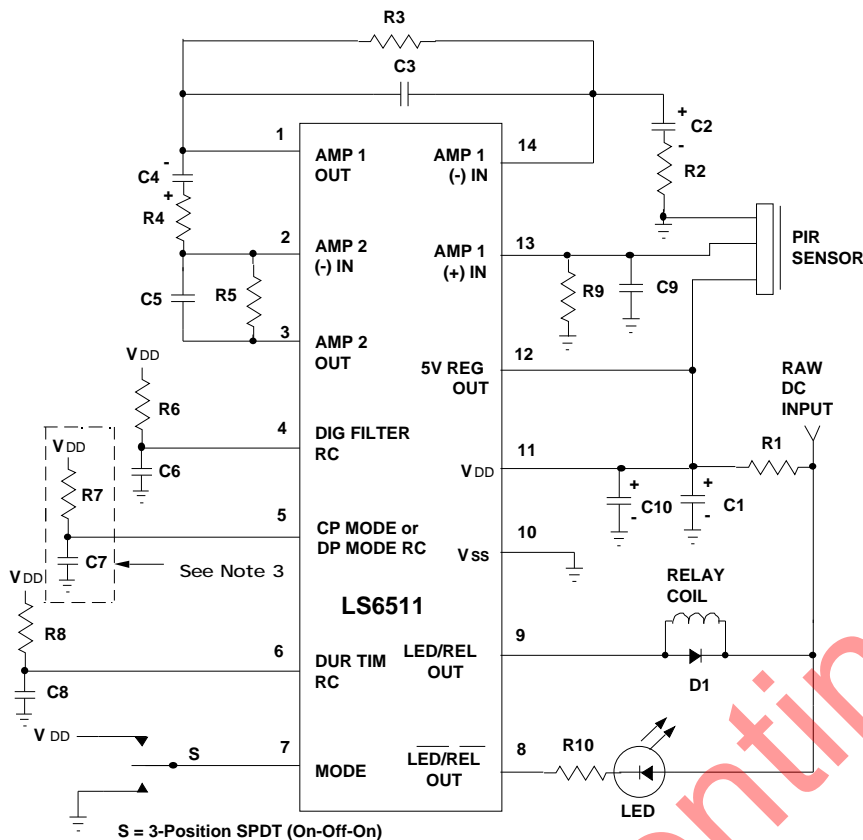 R3
C3
+
C2
-
R2
1
14
AMP 1
OUT
AMP 1
(-) IN
C4
-
+
R4
PIR
SENSOR
2
13
AMP 2
(-) IN
AMP 1
(+) IN
C5
R5
R9
C9
3
12
AMP 2
OUT
5V REG
OUT
RAW
DC
INPUT
VDD
R6
4
11
DIG FILTER
RC
VDD
R1
C6
+
C10
-
+
C1
-
VDD
R7
5
10
CP MODE or
DP MODE RC
VSS
C7
See Note 3
VDD
LS6511
RELAY
COIL
R8
6
9
DUR TIM
RC
LED/REL
OUT
D1
C8
VDD
7
8
S
MODE
LED/REL
OUT
R10
LED
S = 3-Position SPDT (On-Off-On)